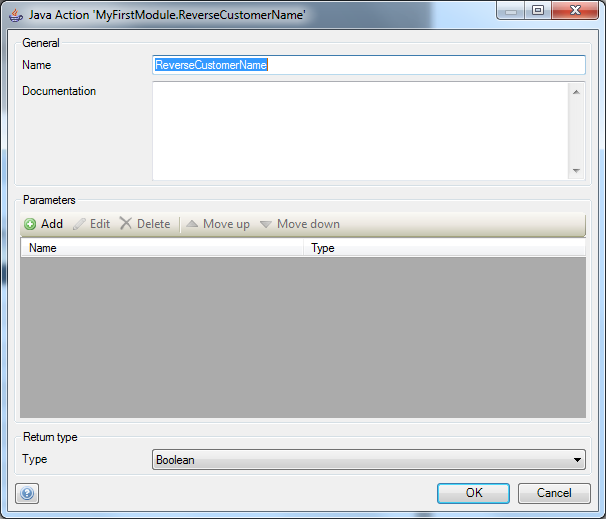 Java Action 'MyFirstModule.ReverseCustomerName'
General
Name ReverseCustomerName
Documentation
Parameters
Add Edit Delete Move up Move down
Name Type
Return type
Type Boolean
? OK Cancel